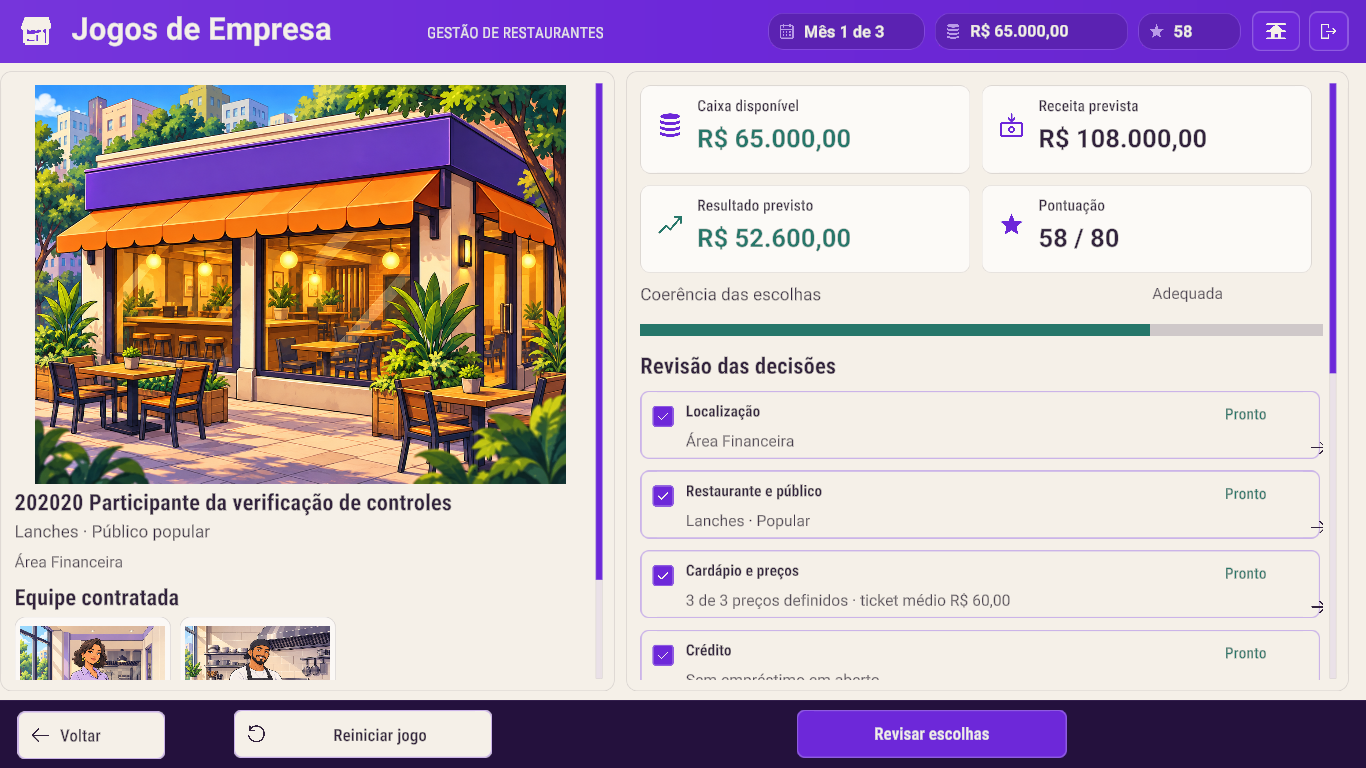 Jogos de Empresa
GESTÃO DE RESTAURANTES
Mês 1 de 3
R$ 65.000,00
58
Caixa disponível
R$ 65.000,00
Receita prevista
R$ 108.000,00
Resultado previsto
R$ 52.600,00
Pontuação
58 / 80
Coerência das escolhas
Adequada
Revisão das decisões
Localização
Pronto
Área Financeira
Restaurante e público
Pronto
Lanches · Popular
Cardápio e preços
Pronto
3 de 3 preços definidos · ticket médio R$ 60,00
Crédito
Pronto
Sem empréstimo em aberto
202020 Participante da verificação de controles
Lanches · Público popular
Área Financeira
Equipe contratada
Voltar
Reiniciar jogo
Revisar escolhas